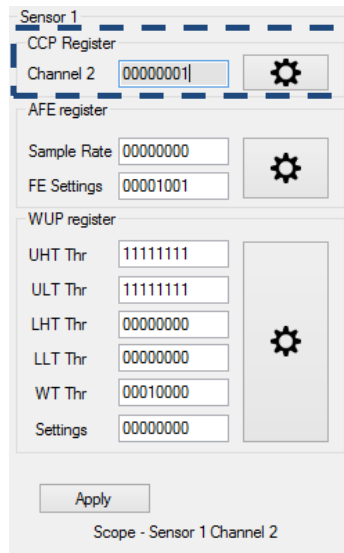 Sensor 1
CCP Register
Channel 2 00000001
AFE register
Sample Rate 00000000
FE Settings 00001001
WUP register
UHT Thr 11111111
ULT Thr 11111111
LHT Thr 00000000
LLT Thr 00000000
WT Thr 00010000
Settings 00000000
Apply
Scope - Sensor 1 Channel 2